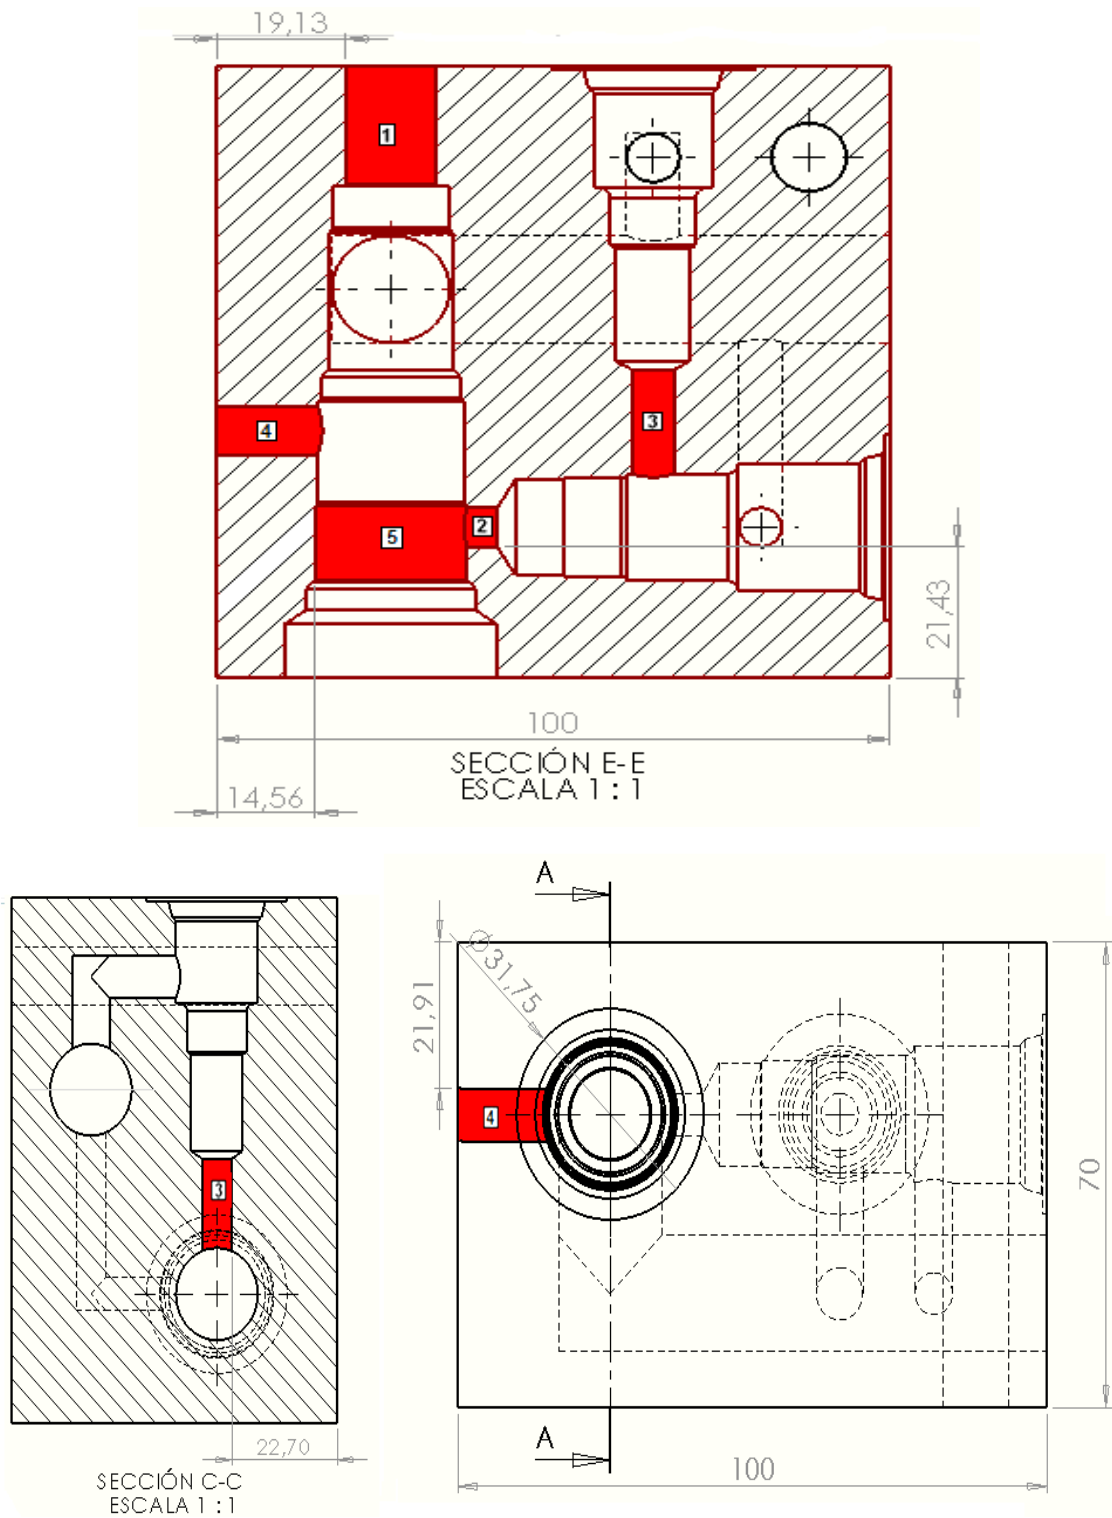 19,13
1
4
3
2
5
21,43
100
SECCIÓN E-E
ESCALA 1 : 1
14,56
A
Ø31,75
21,91
4
3
70
22,70
A
100
SECCIÓN C-C
ESCALA 1 : 1